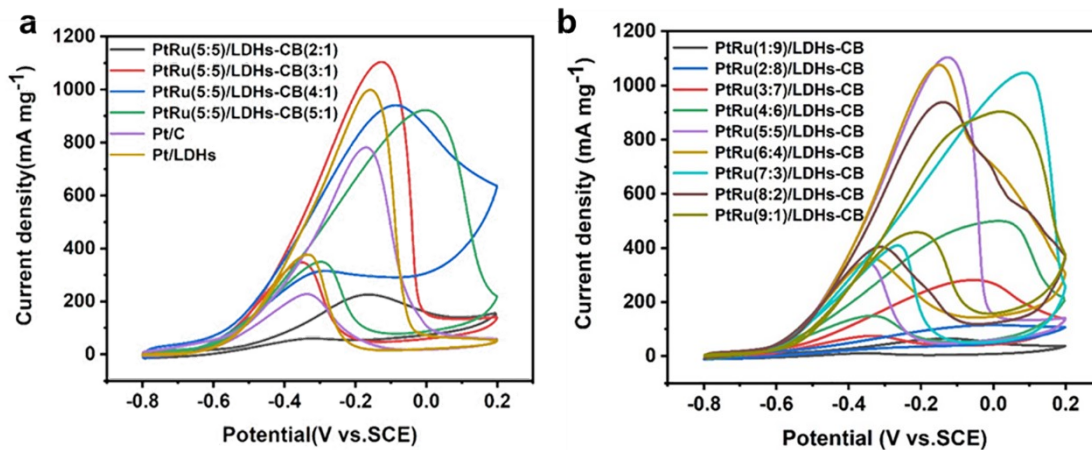 a
1200
1000
800
600
400
200
0
Current density(mA mg⁻¹)
PtRu(5:5)/LDHs-CB(2:1)
PtRu(5:5)/LDHs-CB(3:1)
PtRu(5:5)/LDHs-CB(4:1)
PtRu(5:5)/LDHs-CB(5:1)
Pt/C
Pt/LDHs
-0.8 -0.6 -0.4 -0.2 0.0 0.2
Potential(V vs.SCE)
b
1200
1000
800
600
400
200
0
Current density (mA mg⁻¹)
PtRu(1:9)/LDHs-CB
PtRu(2:8)/LDHs-CB
PtRu(3:7)/LDHs-CB
PtRu(4:6)/LDHs-CB
PtRu(5:5)/LDHs-CB
PtRu(6:4)/LDHs-CB
PtRu(7:3)/LDHs-CB
PtRu(8:2)/LDHs-CB
PtRu(9:1)/LDHs-CB
-0.8 -0.6 -0.4 -0.2 0.0 0.2
Potential (V vs.SCE)